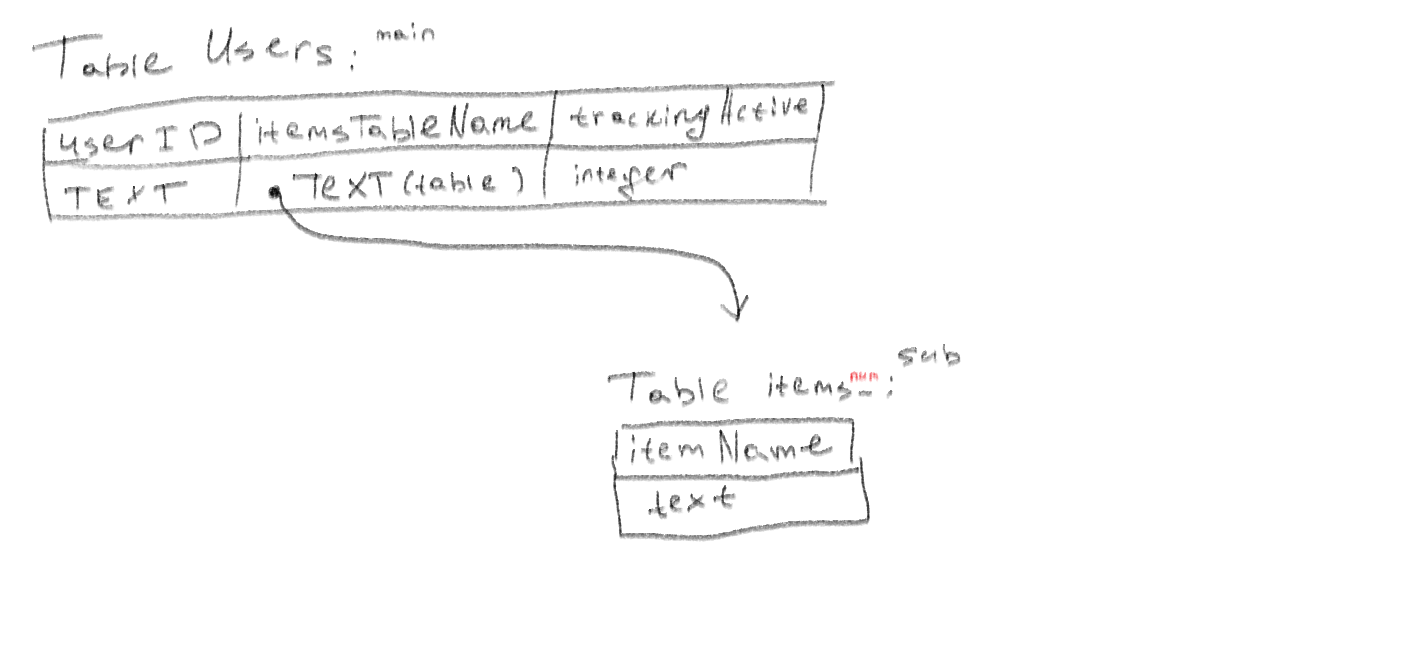 Table Users: main
userID itemsTableName trackingActive
TEXT TEXT (table) integer
Table items_num: sub
itemName
text